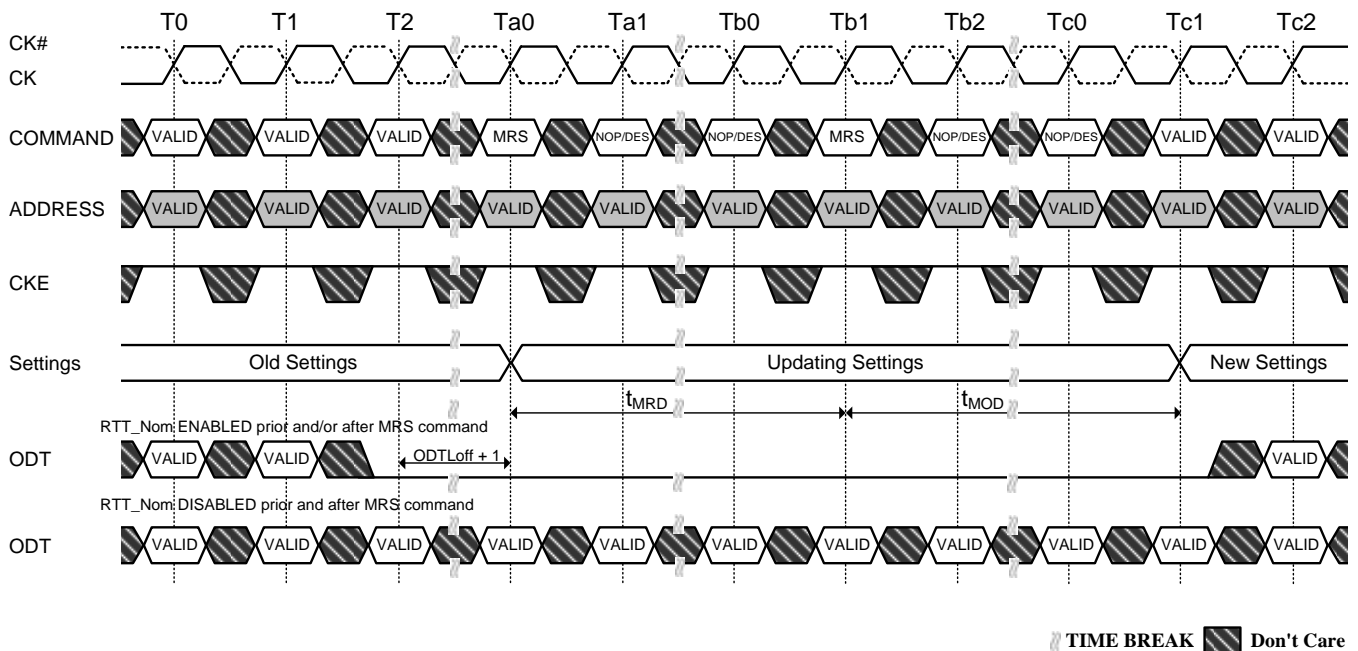 T0 T1 T2 Ta0 Ta1 Tb0 Tb1 Tb2 Tc0 Tc1 Tc2
CK#
CK
COMMAND VALID VALID VALID MRS NOP/DES NOP/DES MRS NOP/DES NOP/DES VALID VALID
ADDRESS VALID VALID VALID VALID VALID VALID VALID VALID VALID VALID VALID
CKE
Settings Old Settings Updating Settings New Settings
tMRD tMOD
RTT_Nom ENABLED prior and/or after MRS command
ODT VALID VALID ODTLoff + 1 VALID
RTT_Nom DISABLED prior and after MRS command
ODT VALID VALID VALID VALID VALID VALID VALID VALID VALID VALID VALID
TIME BREAK Don't Care